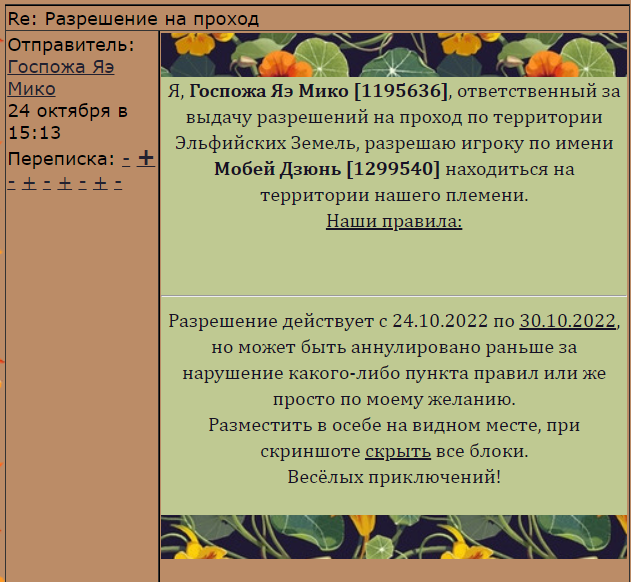 Re: Разрешение на проход
Отправитель:
Госпожа Яэ
Мико
24 октября в
15:13
Переписка: - +
- + - + - + -
Я, Госпожа Яэ Мико [1195636], ответственный за
выдачу разрешений на проход по территории
Эльфийских Земель, разрешаю игроку по имени
Мобей Дзюнь [1299540] находиться на
территории нашего племени.
Наши правила:
Разрешение действует с 24.10.2022 по 30.10.2022,
но может быть аннулировано раньше за
нарушение какого-либо пункта правил или же
просто по моему желанию.
Разместить в осебе на видном месте, при
скриншоте скрыть все блоки.
Весёлых приключений!